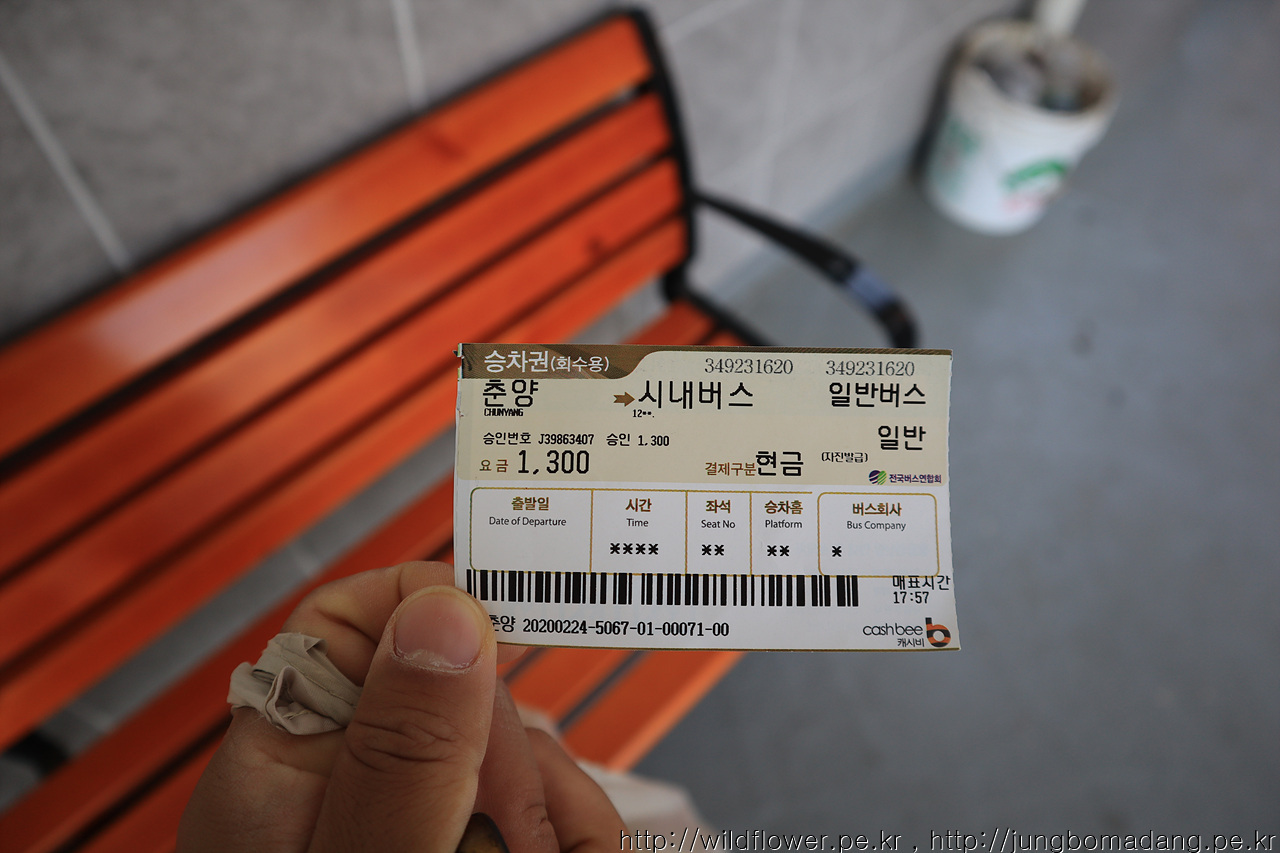 승차권(회수용) 349231620 349231620
춘양 ➡시내버스 일반버스
CHUNYANG 12**.
승인번호 J39863407 승인 1,300 일반
요 금 1,300 결제구분현금 (자진발급)
전국버스연합회
출발일 시간 좌석 승차홈 버스회사
Date of Departure Time Seat No Platform Bus Company
**** ** ** *
매표시간
17:57
춘양 20200224-5067-01-00071-00
cashbee
캐시비
http://wildflower.pe.kr , http://jungbomadang.pe.kr